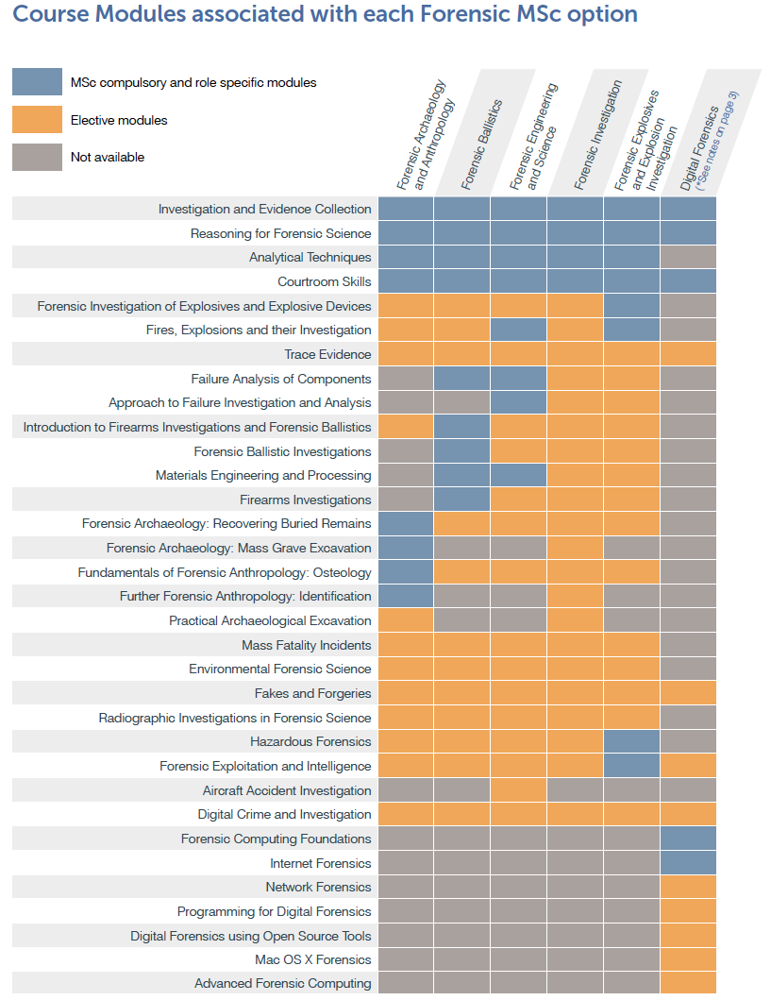 Course Modules associated with each Forensic MSc option
MSc compulsory and role specific modules
Elective modules
Not available
Forensic Archaeology
and Anthropology
Forensic Ballistics
Forensic Engineering
and Science
Forensic Investigation
Forensic Explosives
and Explosion
Investigation
Digital Forensics
(*See notes on page 3)
Investigation and Evidence Collection
Reasoning for Forensic Science
Analytical Techniques
Courtroom Skills
Forensic Investigation of Explosives and Explosive Devices
Fires, Explosions and their Investigation
Trace Evidence
Failure Analysis of Components
Approach to Failure Investigation and Analysis
Introduction to Firearms Investigations and Forensic Ballistics
Forensic Ballistic Investigations
Materials Engineering and Processing
Firearms Investigations
Forensic Archaeology: Recovering Buried Remains
Forensic Archaeology: Mass Grave Excavation
Fundamentals of Forensic Anthropology: Osteology
Further Forensic Anthropology: Identification
Practical Archaeological Excavation
Mass Fatality Incidents
Environmental Forensic Science
Fakes and Forgeries
Radiographic Investigations in Forensic Science
Hazardous Forensics
Forensic Exploitation and Intelligence
Aircraft Accident Investigation
Digital Crime and Investigation
Forensic Computing Foundations
Internet Forensics
Network Forensics
Programming for Digital Forensics
Digital Forensics using Open Source Tools
Mac OS X Forensics
Advanced Forensic Computing